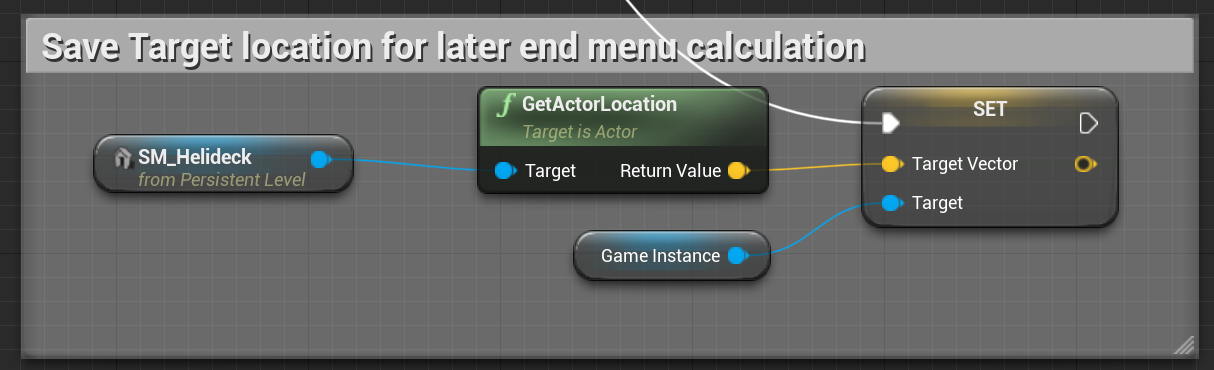 Save Target location for later end menu calculation
GetActorLocation
Target is Actor
SET
SM_Helideck
from Persistent Level
Target
Return Value
Target Vector
Target
Game Instance